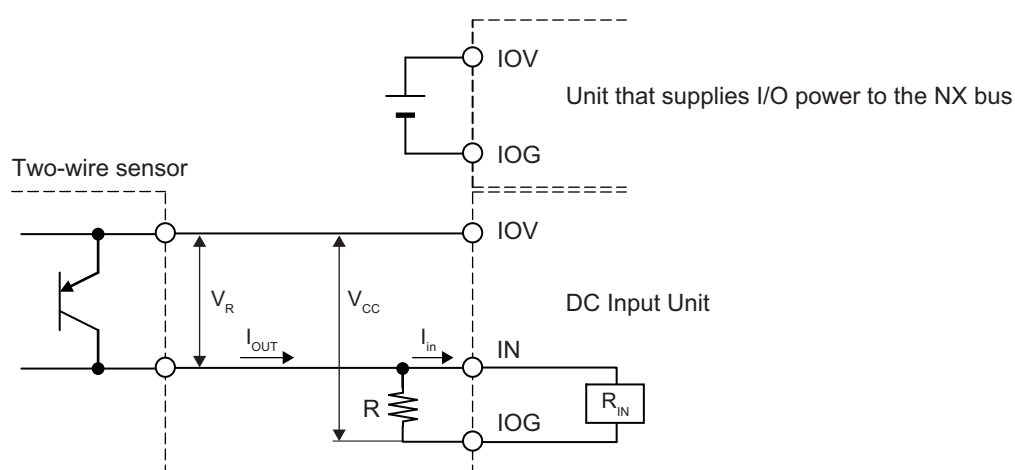 IOV
Unit that supplies I/O power to the NX bus
IOG
Two-wire sensor
IOV
V_R
V_CC
DC Input Unit
I_OUT
I_in
IN
R
R_IN
IOG